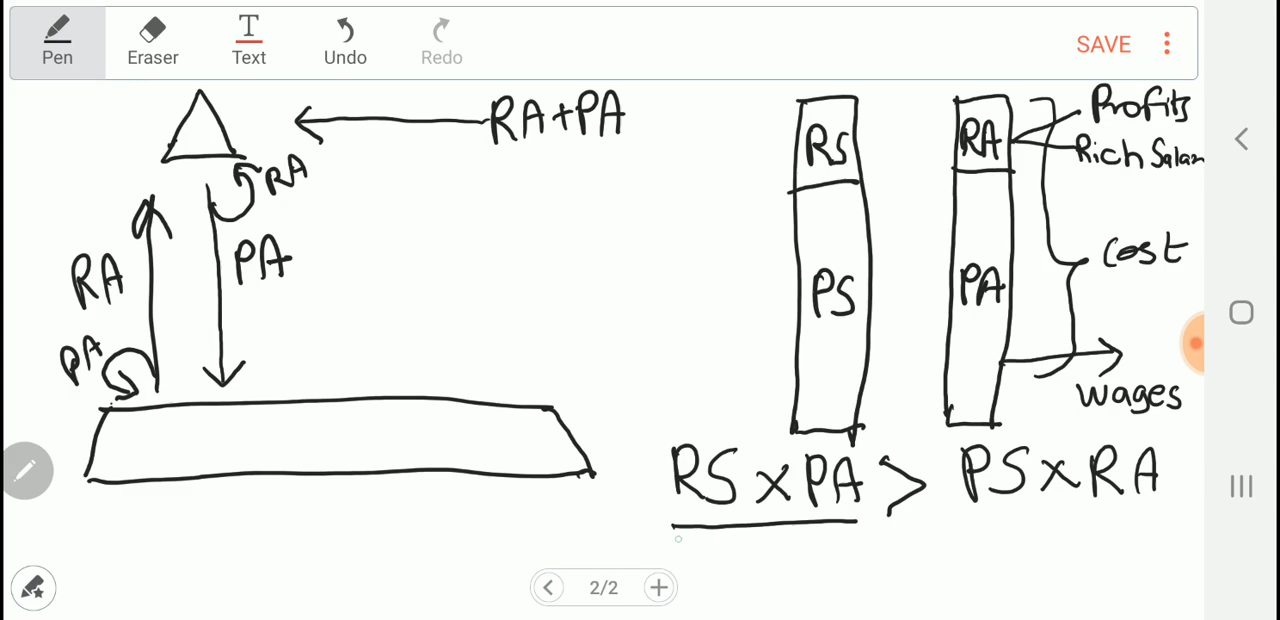 Pen
Eraser
T
Text
Undo
Redo
SAVE
RA+PA
RA
RA
PA
PA
RS
PS
RA
PA
Profits
Rich Salar
Cost
wages
RS x PA > PS x RA
2/2